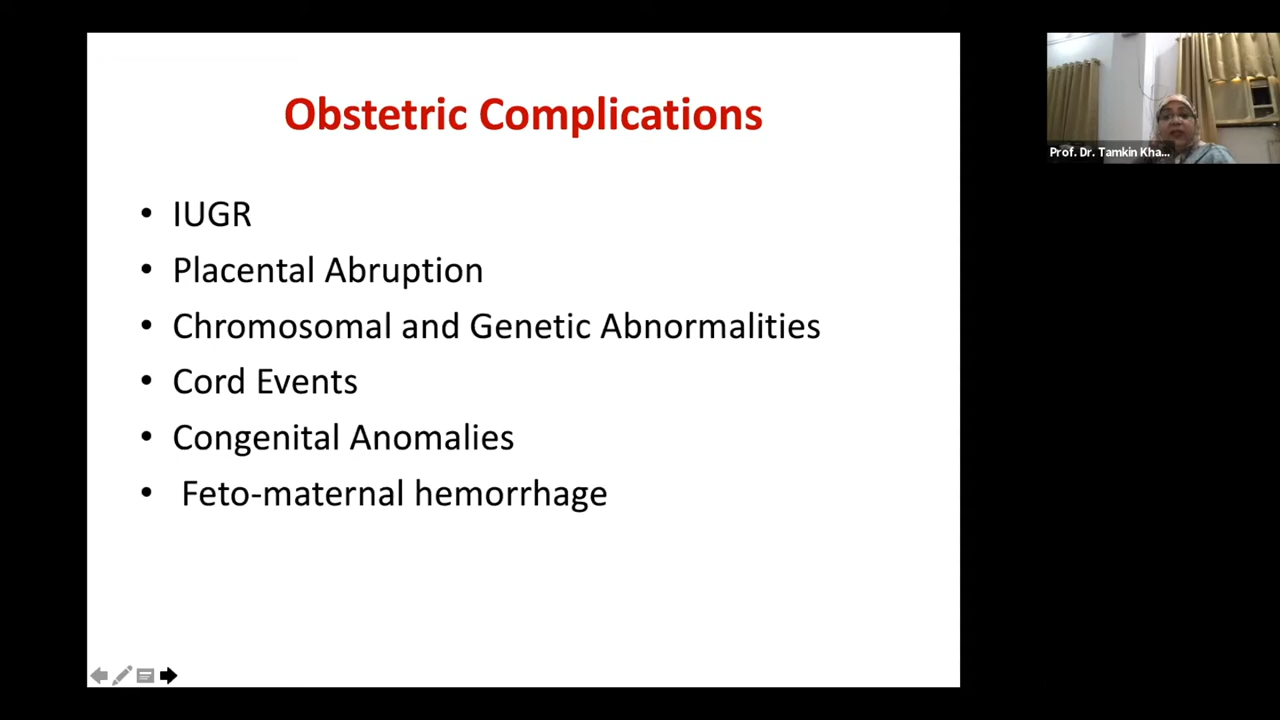 Obstetric Complications
• IUGR
• Placental Abruption
• Chromosomal and Genetic Abnormalities
• Cord Events
• Congenital Anomalies
• Feto-maternal hemorrhage
Prof. Dr. Tamkin Kha...